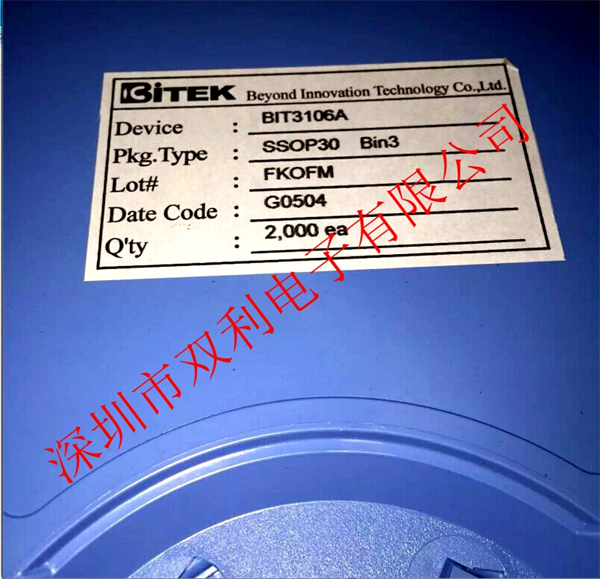 BiTEK Beyond Innovation Technology Co.,Ltd.
Device : BIT3106A
Pkg.Type : SSOP30 Bin3
Lot# : FKOFM
Date Code : G0504
Q'ty : 2,000 ea
深圳市双利电子有限公司